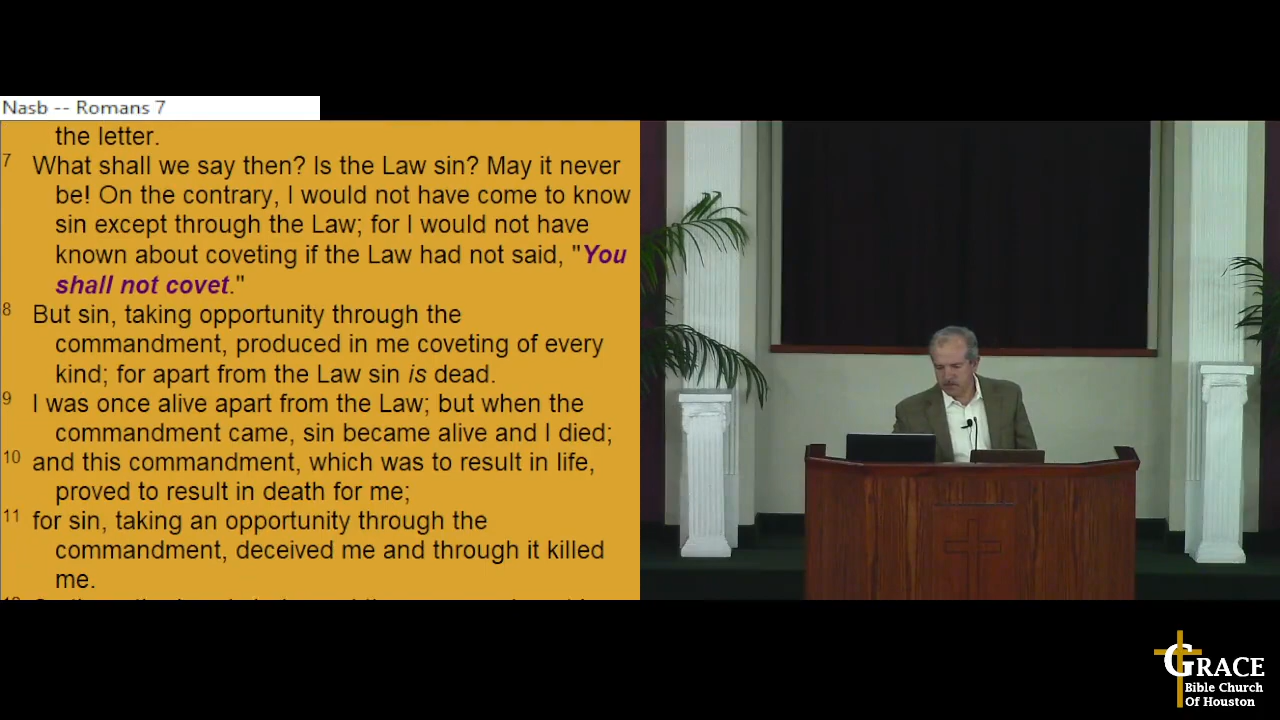 Nasb -- Romans 7
the letter.
7 What shall we say then? Is the Law sin? May it never
be! On the contrary, I would not have come to know
sin except through the Law; for I would not have
known about coveting if the Law had not said, "You
shall not covet."
8 But sin, taking opportunity through the
commandment, produced in me coveting of every
kind; for apart from the Law sin is dead.
9 I was once alive apart from the Law; but when the
commandment came, sin became alive and I died;
10 and this commandment, which was to result in life,
proved to result in death for me;
11 for sin, taking an opportunity through the
commandment, deceived me and through it killed
me.
GRACE
Bible Church
Of Houston